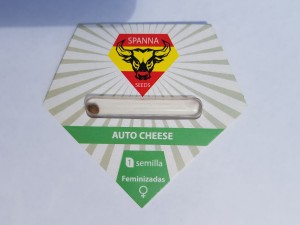 SPANNA
SEEDS
AUTO CHEESE
1 semilla
Feminizadas